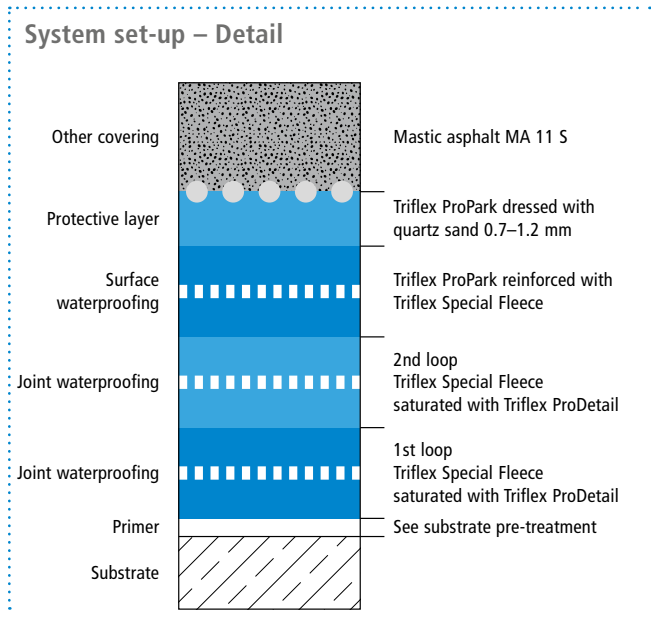 System set-up – Detail
Other covering
Mastic asphalt MA 11 S
Protective layer
Triflex ProPark dressed with
quartz sand 0.7–1.2 mm
Surface
waterproofing
Triflex ProPark reinforced with
Triflex Special Fleece
Joint waterproofing
2nd loop
Triflex Special Fleece
saturated with Triflex ProDetail
Joint waterproofing
1st loop
Triflex Special Fleece
saturated with Triflex ProDetail
Primer
See substrate pre-treatment
Substrate